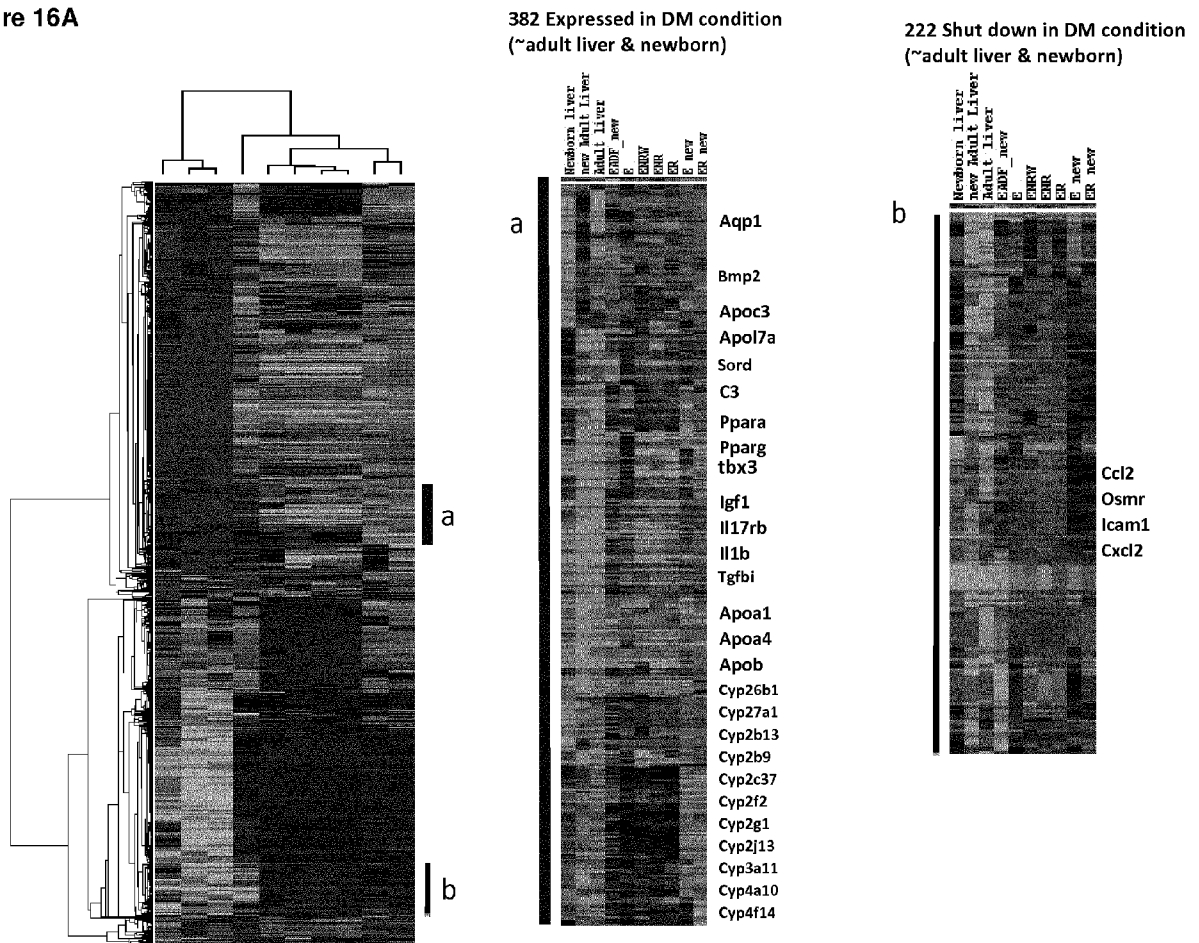 re 16A
a
b
382 Expressed in DM condition
(~adult liver & newborn)
Newborn liver
new Adult Liver
Adult liver
EADF_new
E_
ENRW
ENR
ER
E_new
ER_new
a
Aqp1
Bmp2
Apoc3
Apol7a
Sord
C3
Ppara
Pparg
tbx3
Igf1
Il17rb
Il1b
Tgfbi
Apoa1
Apoa4
Apob
Cyp26b1
Cyp27a1
Cyp2b13
Cyp2b9
Cyp2c37
Cyp2f2
Cyp2g1
Cyp2j13
Cyp3a11
Cyp4a10
Cyp4f14
222 Shut down in DM condition
(~adult liver & newborn)
Newborn liver
new Adult Liver
Adult liver
EADF_new
E_
ENRW
ENR
ER
E_new
ER_new
b
Ccl2
Osmr
Icam1
Cxcl2